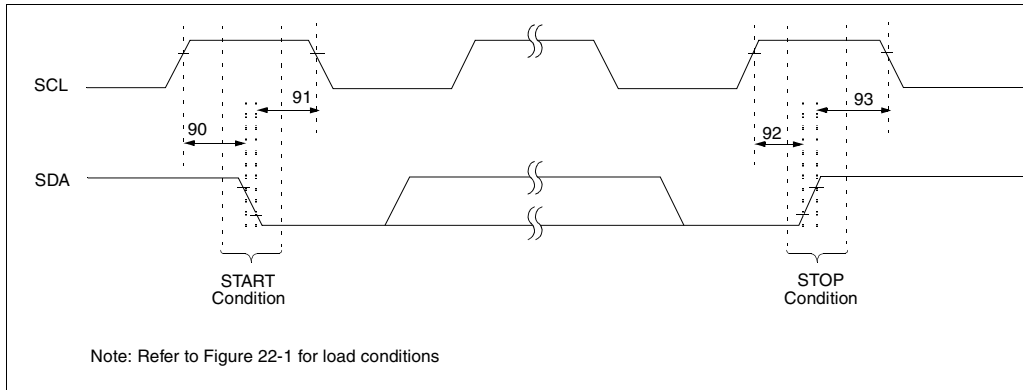 SCL
91
93
90
92
SDA
START
Condition
STOP
Condition
Note: Refer to Figure 22-1 for load conditions